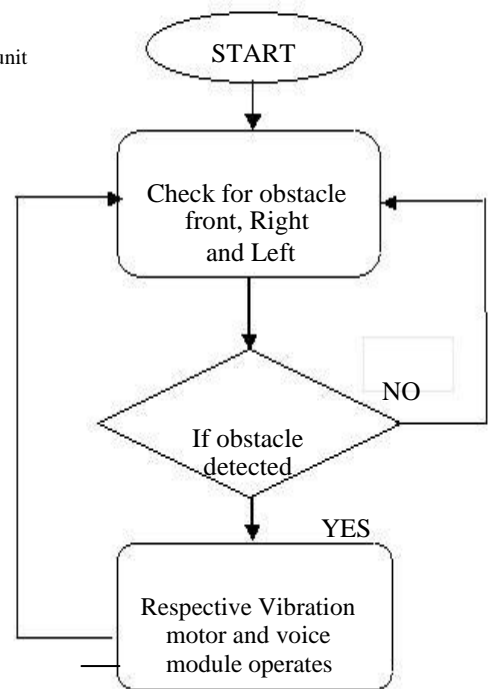 unit
START
Check for obstacle
front, Right
and Left
NO
If obstacle
detected
YES
Respective Vibration
motor and voice
module operates